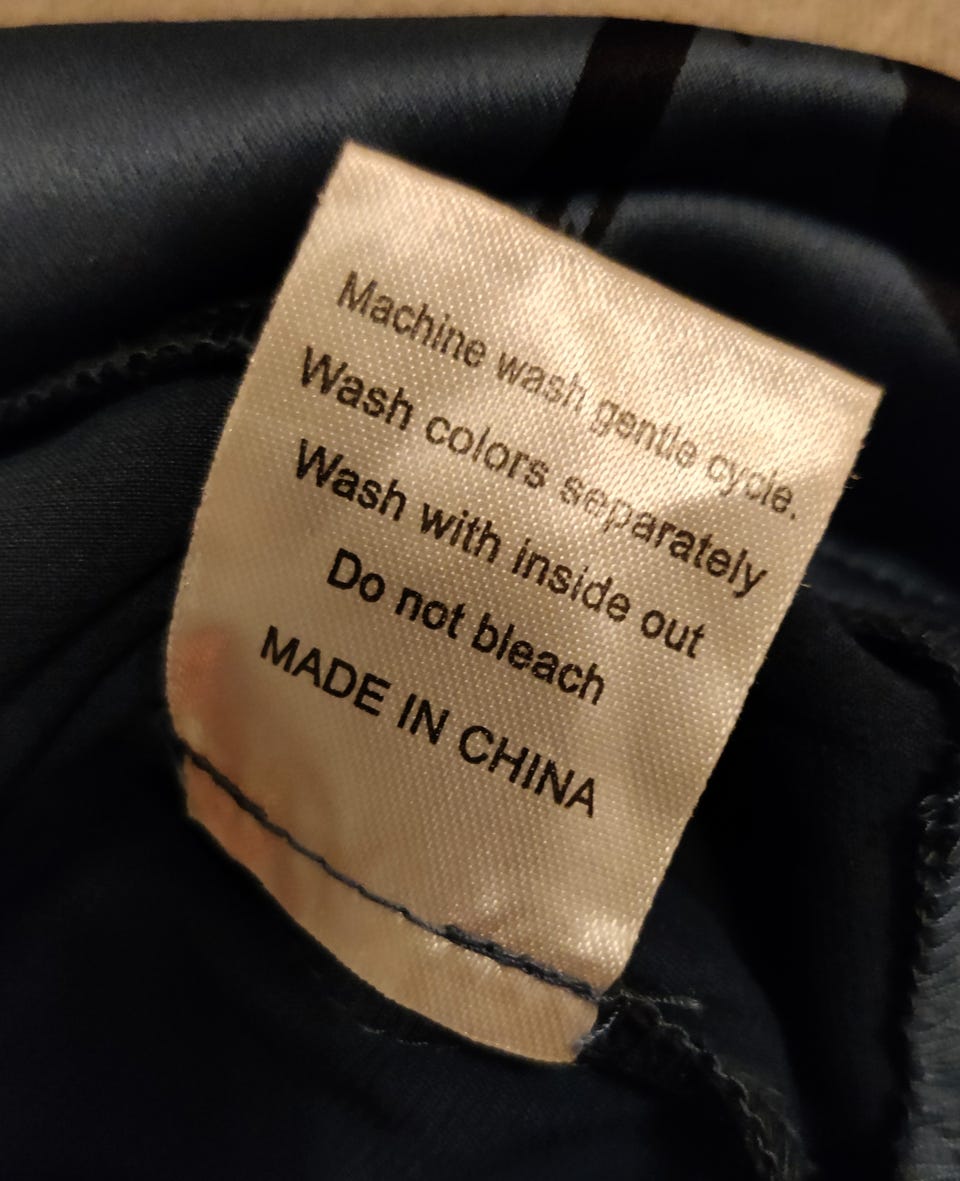 Machine wash gentle cycle.
Wash colors separately
Wash with inside out
Do not bleach
MADE IN CHINA